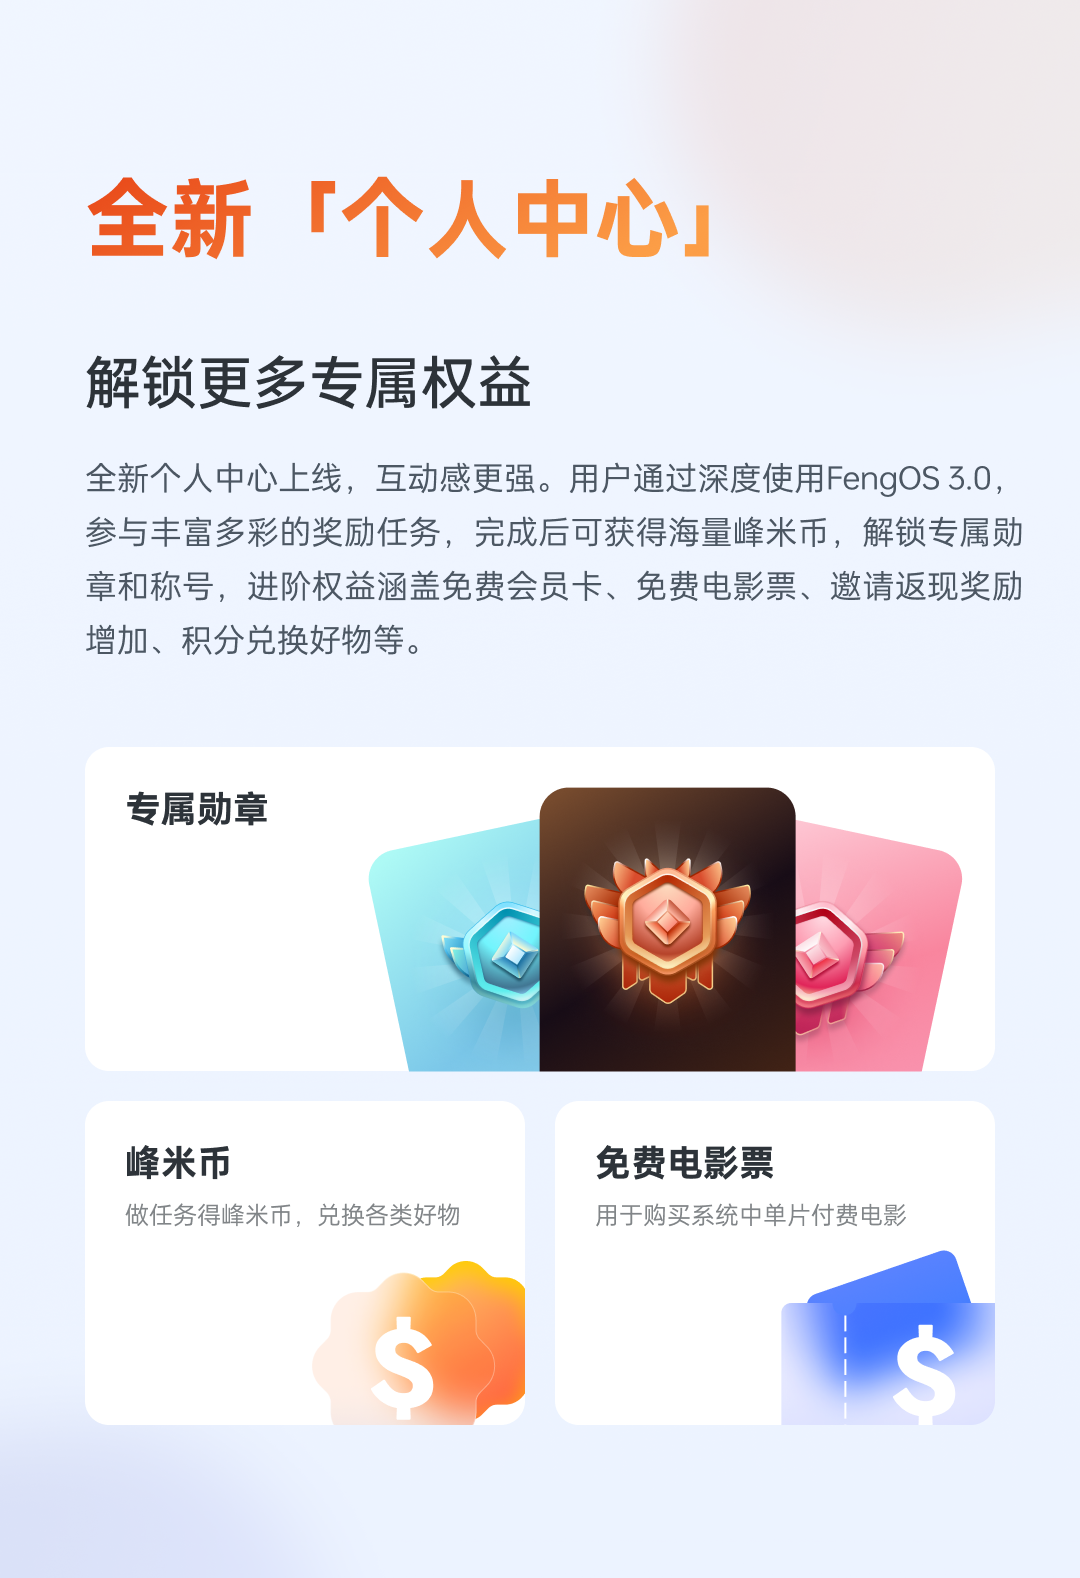 全新「个人中心」
解锁更多专属权益
全新个人中心上线，互动感更强。用户通过深度使用FengOS 3.0，
参与丰富多彩的奖励任务，完成后可获得海量峰米币，解锁专属勋
章和称号，进阶权益涵盖免费会员卡、免费电影票、邀请返现奖励
增加、积分兑换好物等。
专属勋章
峰米币
做任务得峰米币，兑换各类好物
$
免费电影票
用于购买系统中单片付费电影
$